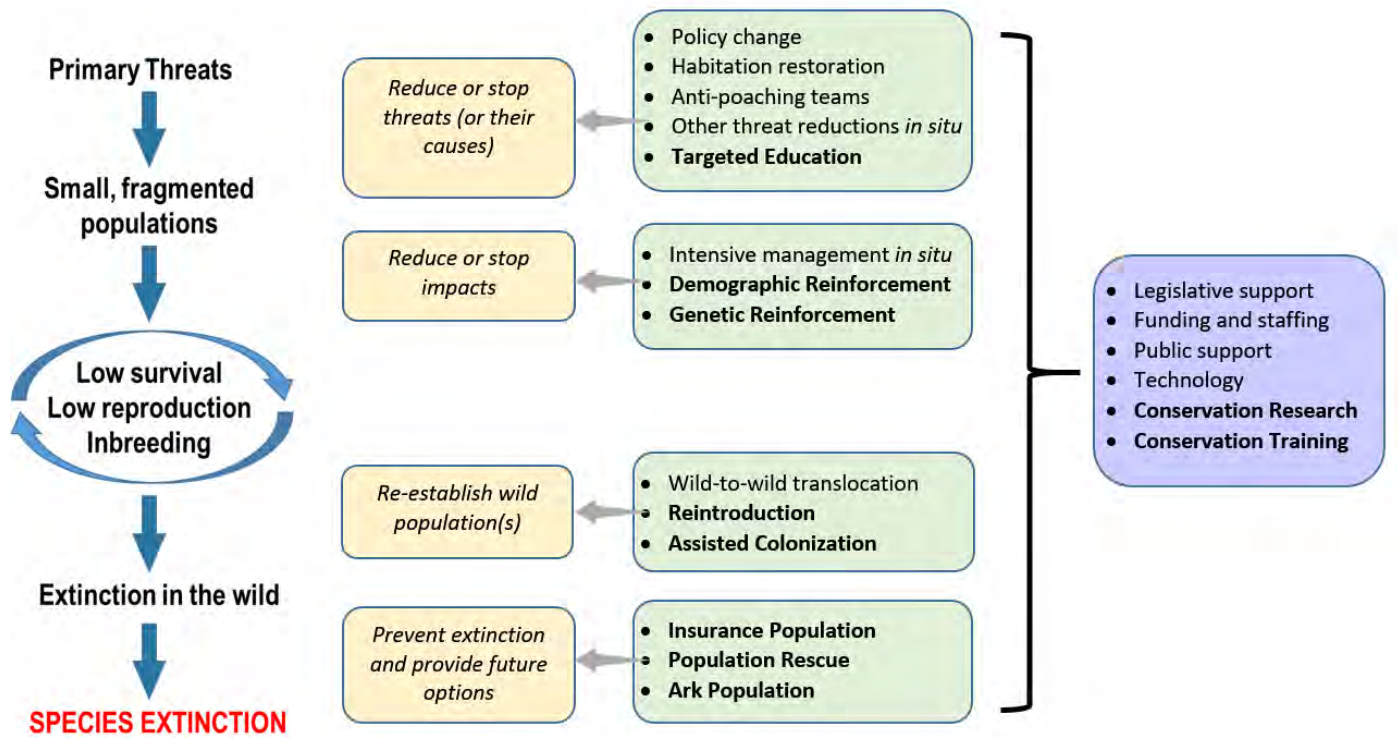 Primary Threats
Small, fragmented
populations
Low survival
Low reproduction
Inbreeding
Extinction in the wild
SPECIES EXTINCTION
Reduce or stop
threats (or their
causes)
Reduce or stop
impacts
Re-establish wild
population(s)
Prevent extinction
and provide future
options
• Policy change
• Habitation restoration
• Anti-poaching teams
• Other threat reductions in situ
• Targeted Education
• Intensive management in situ
• Demographic Reinforcement
• Genetic Reinforcement
• Wild-to-wild translocation
• Reintroduction
• Assisted Colonization
• Insurance Population
• Population Rescue
• Ark Population
• Legislative support
• Funding and staffing
• Public support
• Technology
• Conservation Research
• Conservation Training